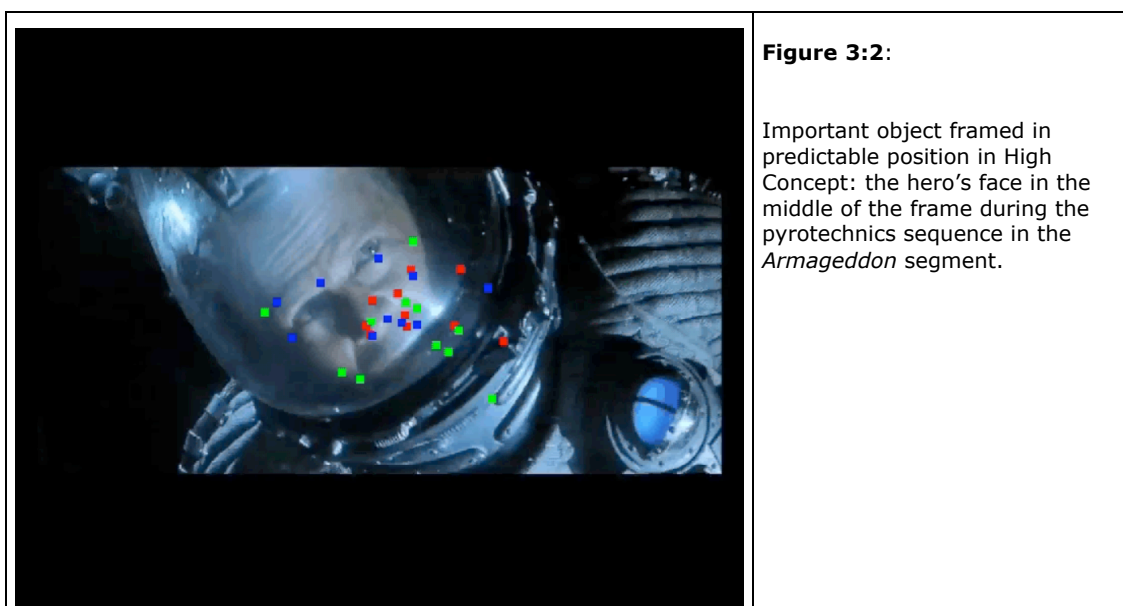 Figure 3:2:
Important object framed in
predictable position in High
Concept: the hero’s face in the
middle of the frame during the
pyrotechnics sequence in the
Armageddon segment.